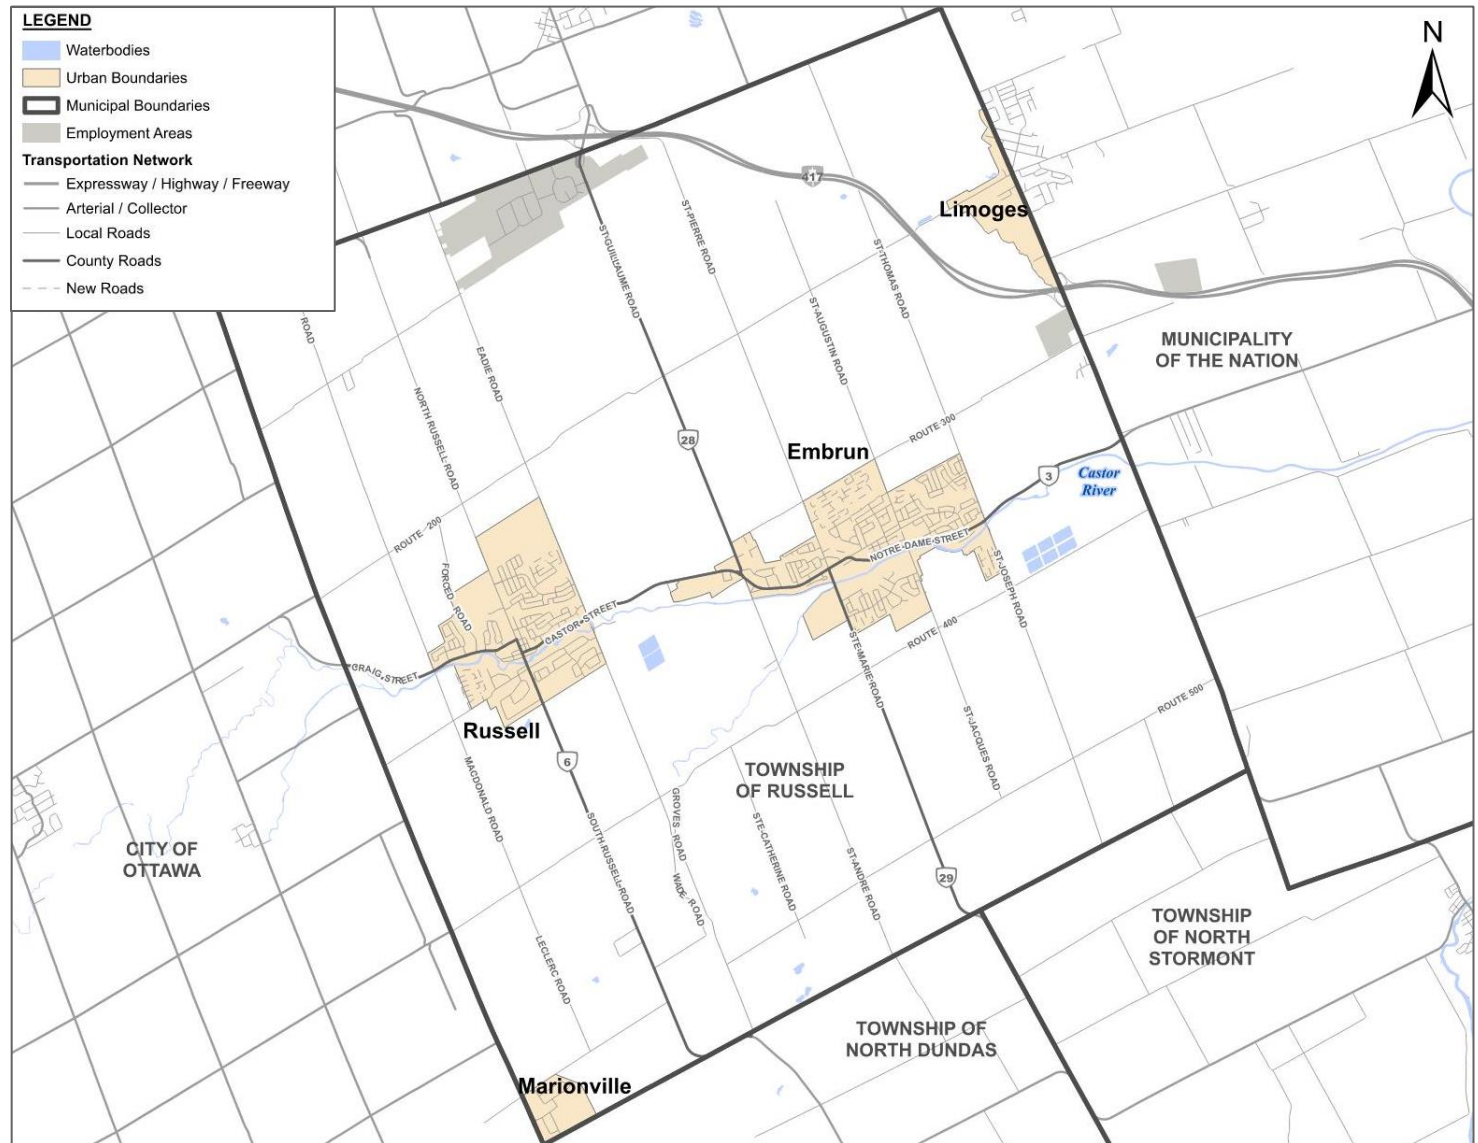 LEGEND
Waterbodies
Urban Boundaries
Municipal Boundaries
Employment Areas
Transportation Network
Expressway / Highway / Freeway
Arterial / Collector
Local Roads
County Roads
New Roads
N
417
Limoges
ST-GUILLAUME ROAD
ST-PIERRE ROAD
ST-THOMAS ROAD
ST-AUGUSTIN ROAD
ROAD
EADIE ROAD
NORTH RUSSELL ROAD
MUNICIPALITY
OF THE NATION
28
ROUTE 300
Embrun
3
Castor
River
ROUTE 200
FORCED ROAD
NOTRE-DAME STREET
ST-JOSEPH ROAD
CASTOR STREET
CRAIG STREET
ROUTE 400
STE-MARIE ROAD
ROUTE 500
Russell
6
MACDONALD ROAD
TOWNSHIP
OF RUSSELL
ST-JACQUES ROAD
GROVES ROAD
SOUTH RUSSELL ROAD
STE-CATHERINE ROAD
ST-ANDRE ROAD
WADE ROAD
CITY OF
OTTAWA
29
LECLERC ROAD
TOWNSHIP
OF NORTH
STORMONT
TOWNSHIP OF
NORTH DUNDAS
Marionville